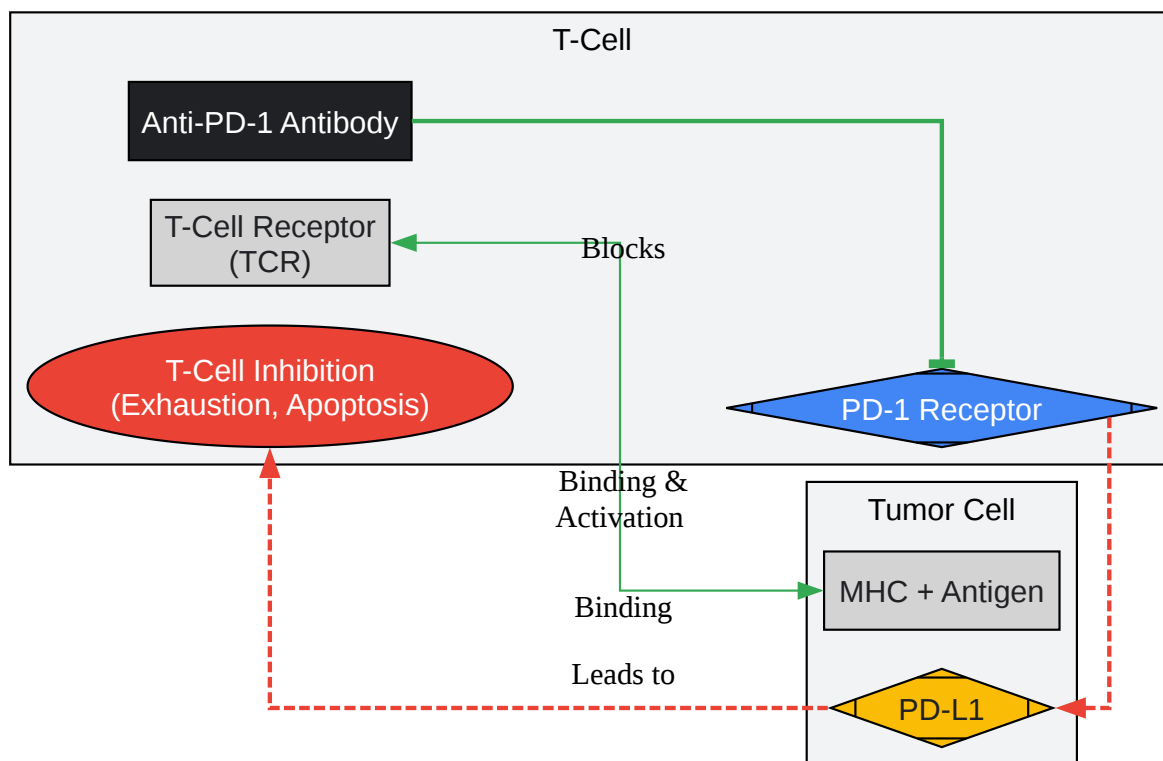 T-Cell
Anti-PD-1 Antibody
T-Cell Receptor
(TCR)
Blocks
T-Cell Inhibition
(Exhaustion, Apoptosis)
PD-1 Receptor
Binding &
Activation
Tumor Cell
MHC + Antigen
Binding
Leads to
PD-L1